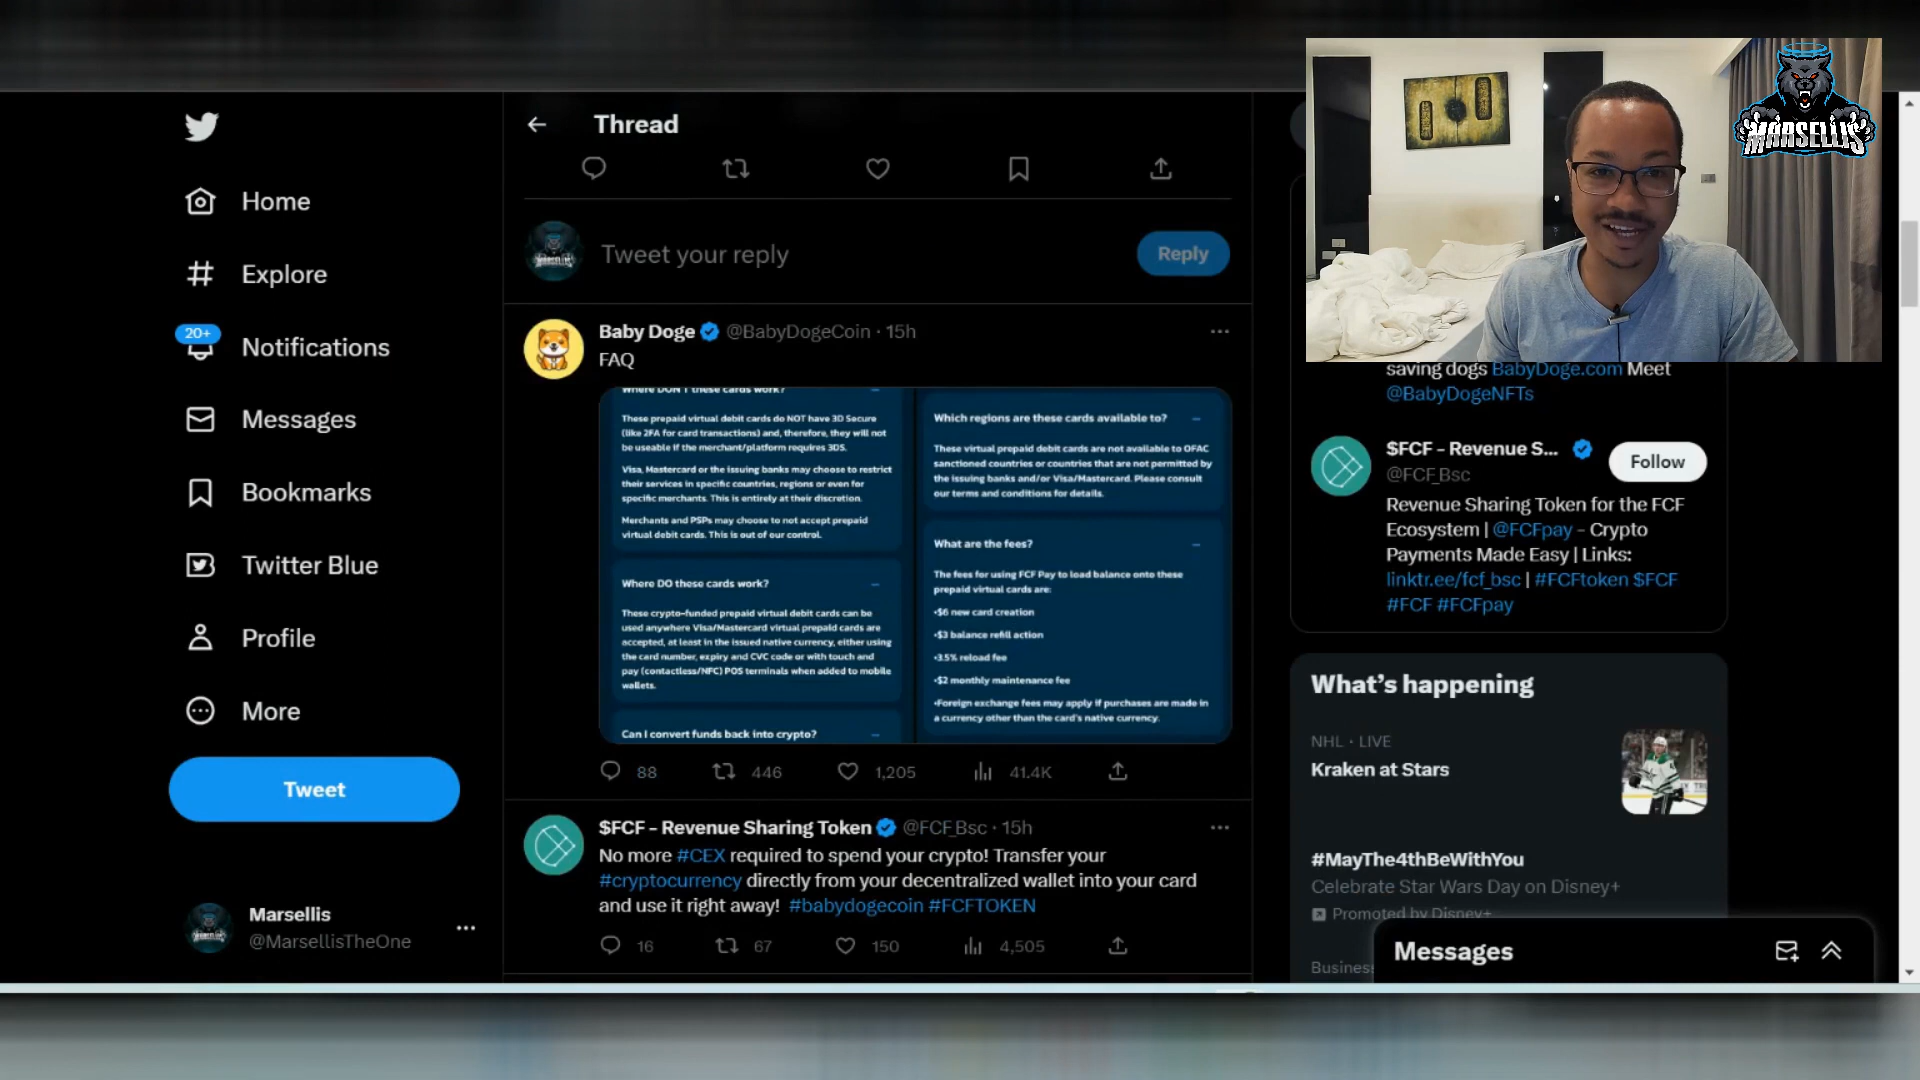 Home
Explore
20+
Notifications
Messages
Bookmarks
Twitter Blue
Profile
More
Tweet
Marsellis
@MarsellisTheOne
Thread
Tweet your reply
Reply
Baby Doge @BabyDogeCoin · 15h
FAQ
Where DON'T these cards work?
These prepaid virtual debit cards do NOT have 3D Secure
(like 2FA for card transactions) and, therefore, they will not
be useable if the merchant/platform requires 3DS.
Visa, Mastercard or the issuing banks may choose to restrict
their services in specific countries, regions or even for
specific merchants. This is entirely at their discretion.
Merchants and PSPs may choose to not accept prepaid
virtual debit cards. This is out of our control.
Where DO these cards work?
These crypto-funded prepaid virtual debit cards can be
used anywhere Visa/Mastercard virtual prepaid cards are
accepted, at least in the issued native currency, either using
the card number, expiry and CVC code or with touch and
pay (contactless/NFC) POS terminals when added to mobile
wallets.
Can I convert funds back into crypto?
Which regions are these cards available to?
These virtual prepaid debit cards are not available to OFAC
sanctioned countries or countries that are not permitted by
the issuing banks and/or Visa/Mastercard. Please consult
our terms and conditions for details.
What are the fees?
The fees for using FCF Pay to load balance onto these
prepaid virtual cards are:
•$6 new card creation
•$3 balance refill action
•3.5% reload fee
•$2 monthly maintenance fee
•Foreign exchange fees may apply if purchases are made in
a currency other than the card's native currency.
88 446 1,205 41.4K
$FCF - Revenue Sharing Token @FCF_Bsc · 15h
No more #CEX required to spend your crypto! Transfer your
#cryptocurrency directly from your decentralized wallet into your card
and use it right away! #babydogecoin #FCFTOKEN
16 67 150 4,505
MARSELLIS
saving dogs BabyDoge.com Meet
@BabyDogeNFTs
$FCF - Revenue S...
@FCF_Bsc
Follow
Revenue Sharing Token for the FCF
Ecosystem | @FCFpay - Crypto
Payments Made Easy | Links:
linktr.ee/fcf_bsc | #FCFtoken $FCF
#FCF #FCFpay
What's happening
NHL · LIVE
Kraken at Stars
#MayThe4thBeWithYou
Celebrate Star Wars Day on Disney+
Promoted by Disney+
Business
Messages